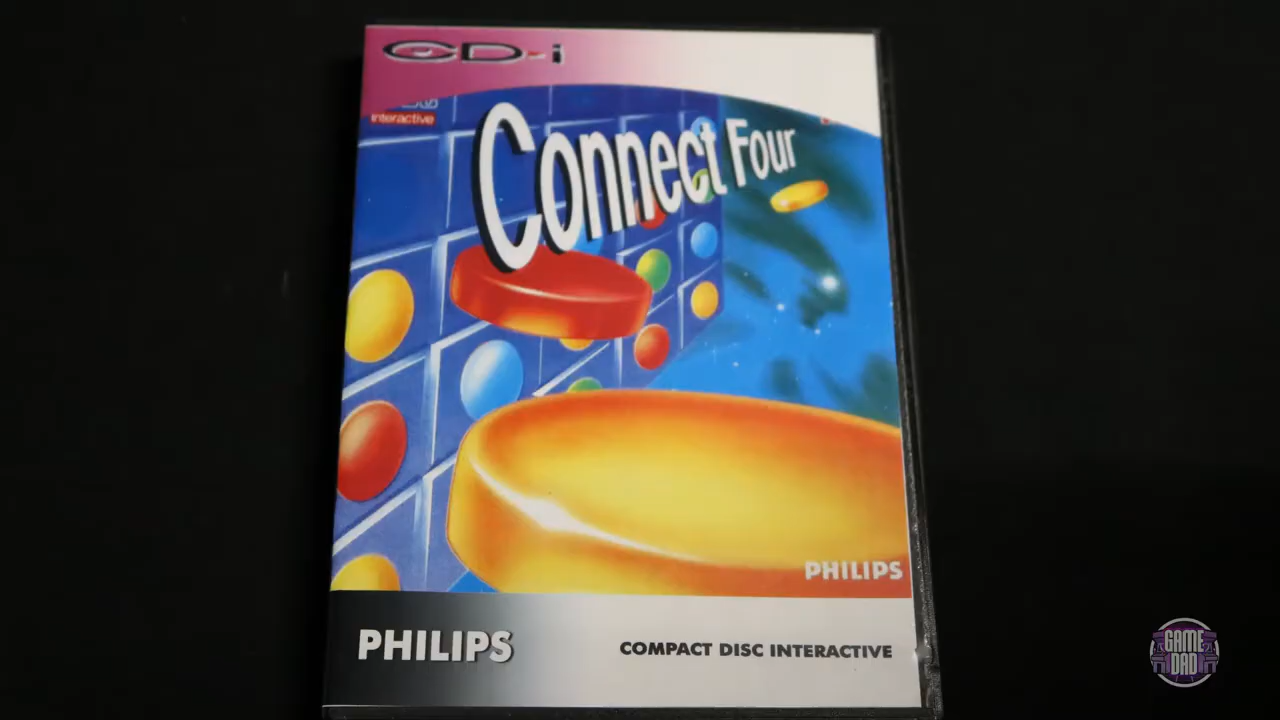 CD-i
Interactive
Connect Four
PHILIPS
PHILIPS
COMPACT DISC INTERACTIVE
GAME
DAD